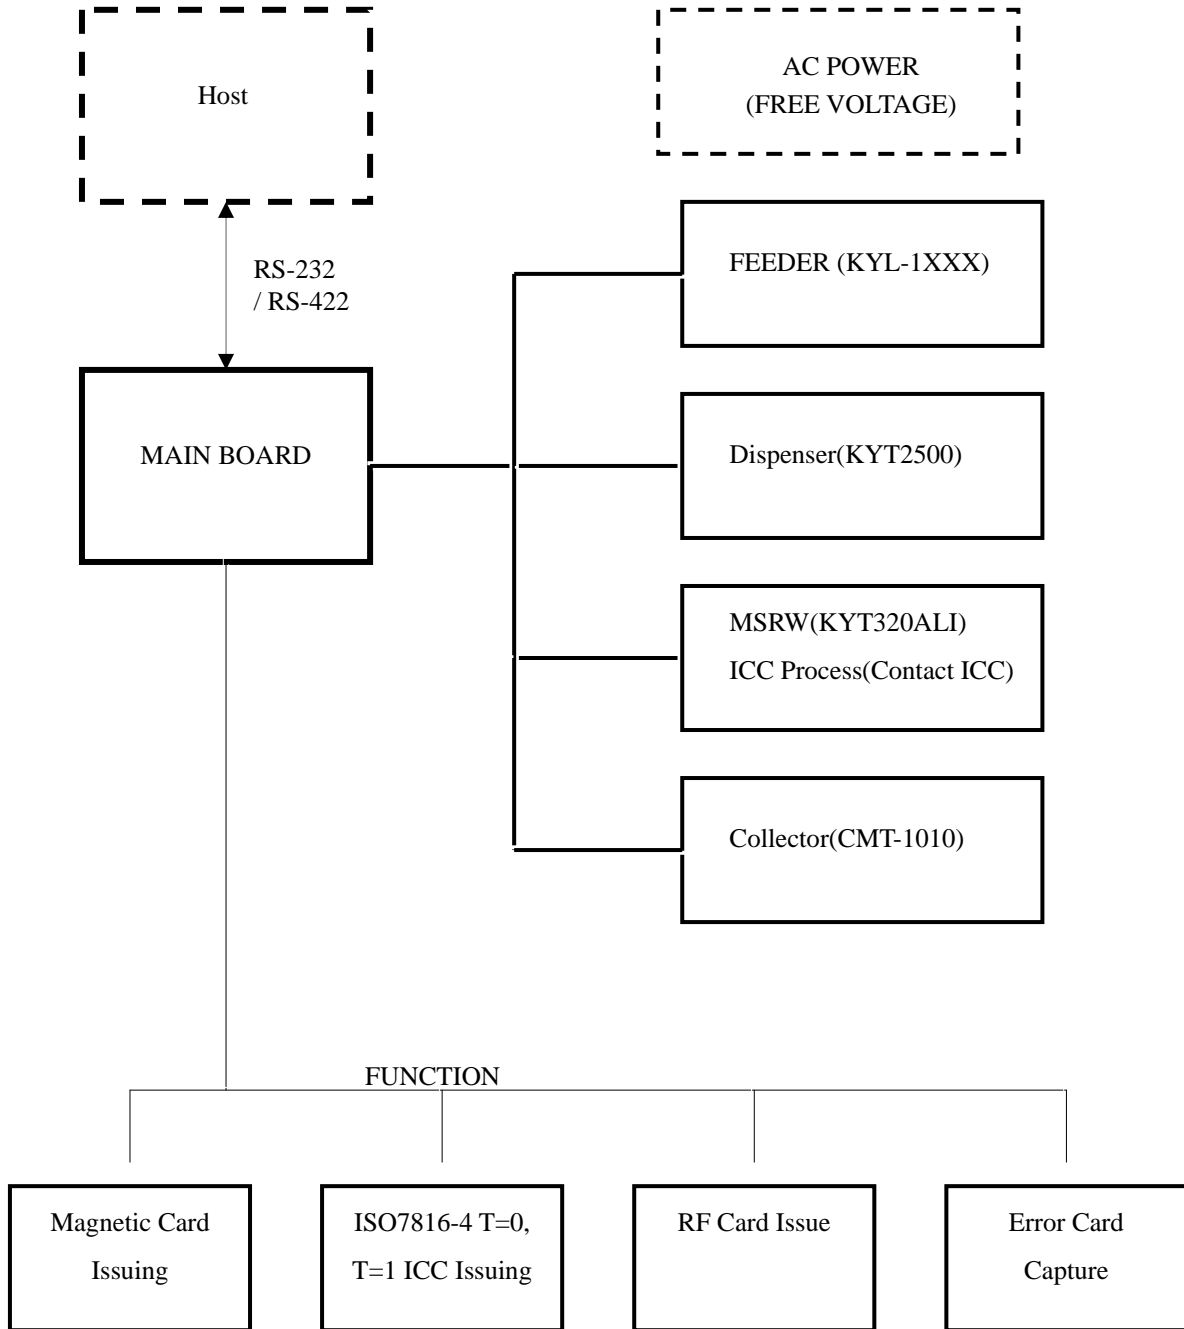 Host
AC POWER
(FREE VOLTAGE)
RS-232
/ RS-422
FEEDER (KYL-1XXX)
MAIN BOARD
Dispenser(KYT2500)
MSRW(KYT320ALI)
ICC Process(Contact ICC)
Collector(CMT-1010)
FUNCTION
Magnetic Card
Issuing
ISO7816-4 T=0,
T=1 ICC Issuing
RF Card Issue
Error Card
Capture